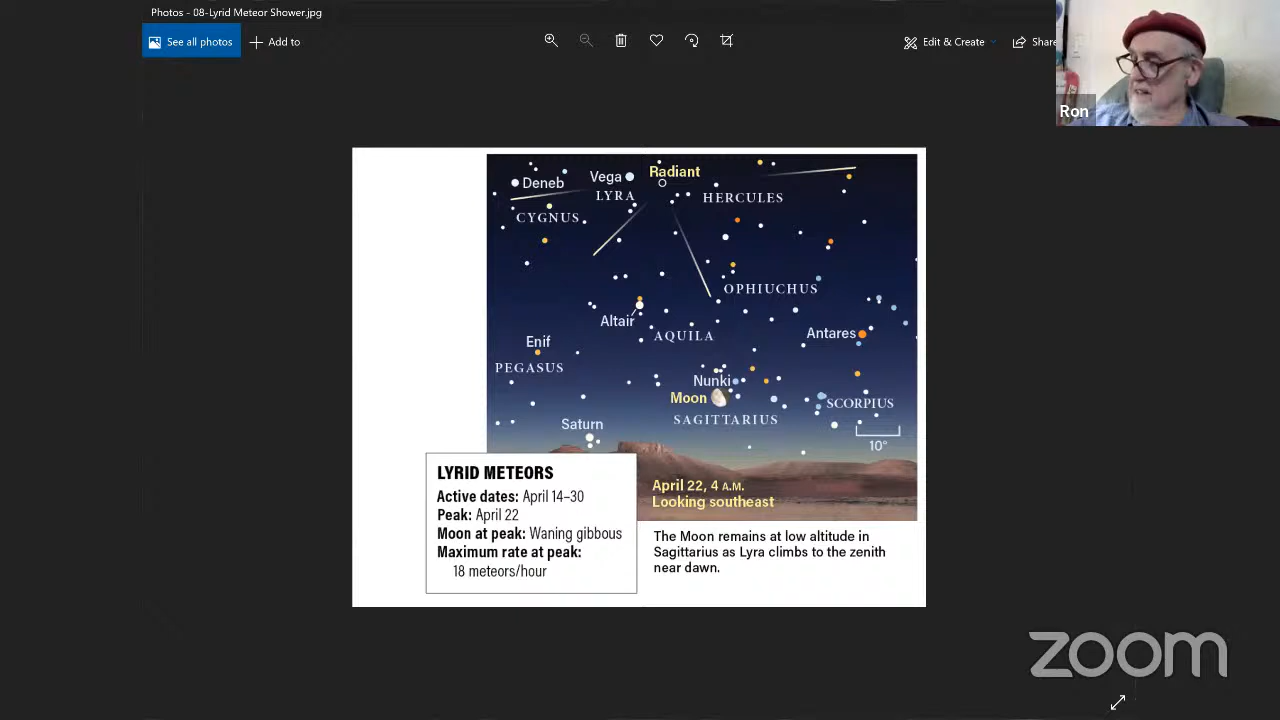 Photos - 08-Lyrid Meteor Shower.jpg
See all photos
Add to
Edit & Create
Share
Ron
Deneb
Vega
Radiant
LYRA
HERCULES
CYGNUS
OPHIUCHUS
Altair
AQUILA
Antares
Enif
PEGASUS
Nunki
Moon
SCORPIUS
SAGITTARIUS
Saturn
10°
LYRID METEORS
Active dates: April 14–30
Peak: April 22
Moon at peak: Waning gibbous
Maximum rate at peak:
18 meteors/hour
April 22, 4 A.M.
Looking southeast
The Moon remains at low altitude in
Sagittarius as Lyra climbs to the zenith
near dawn.
zoom